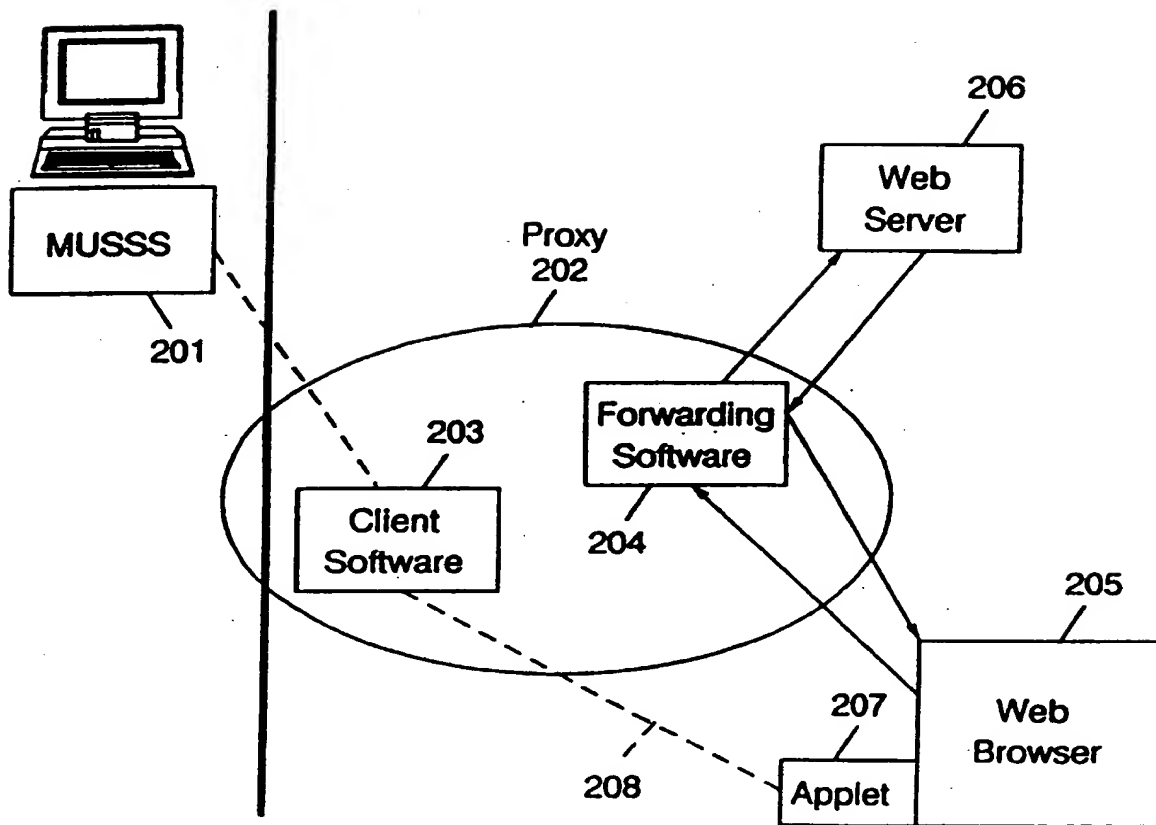 206
Web
Server
MUSSS
Proxy
202
201
Forwarding
Software
203
204
Client
Software
205
207
Web
Browser
208
Applet